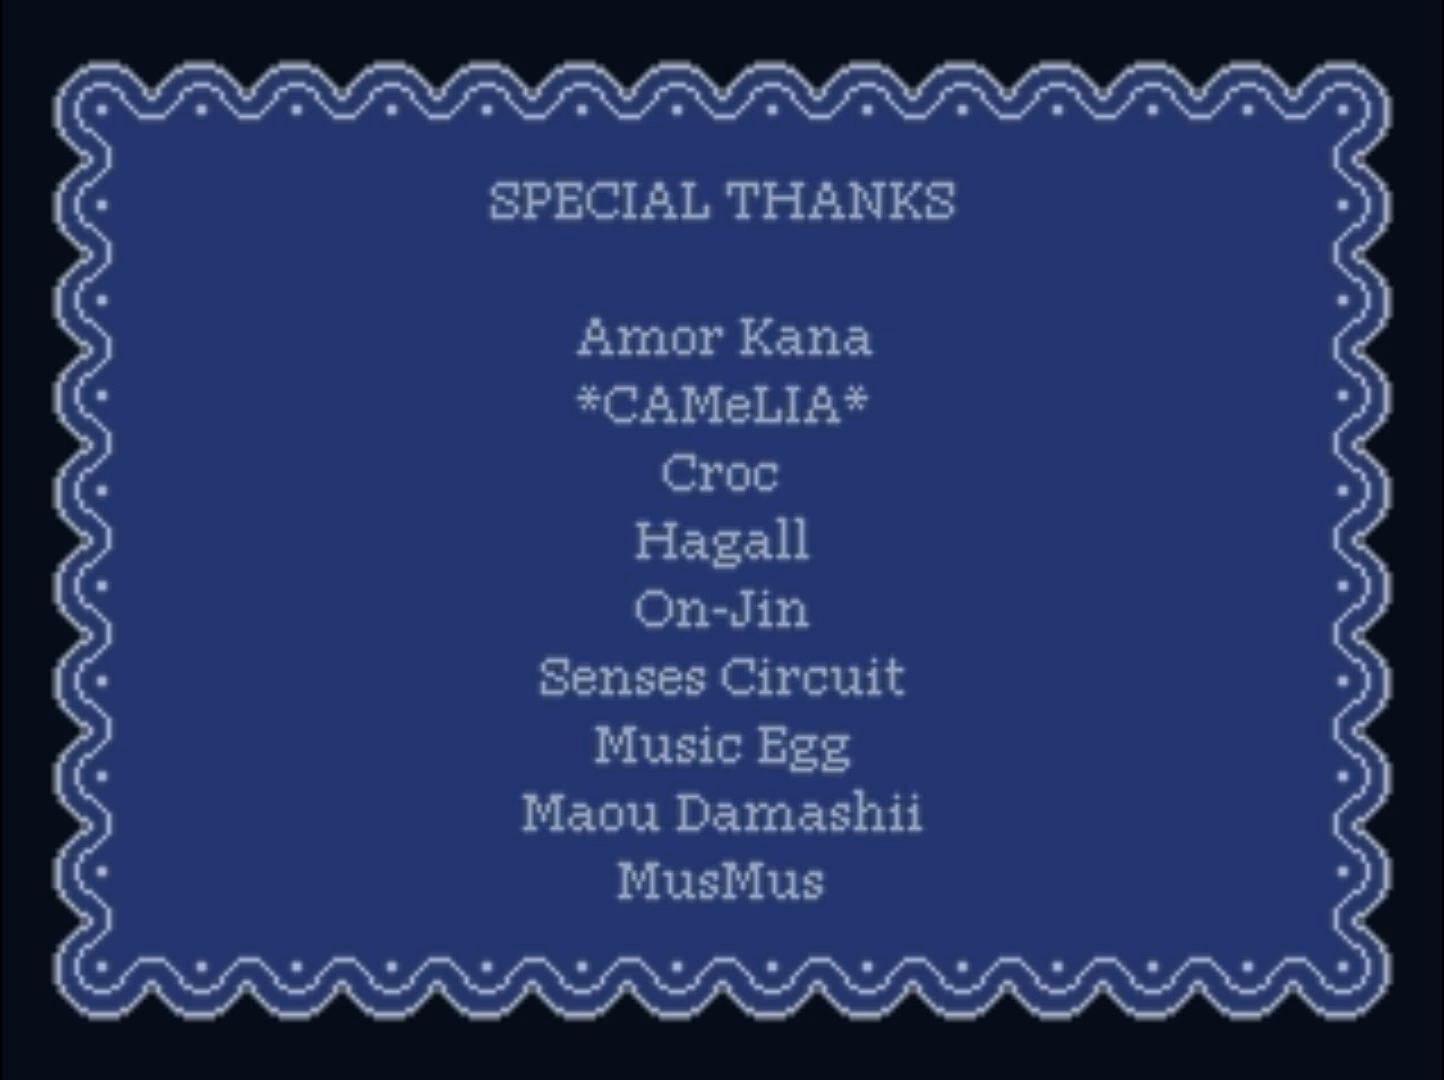 SPECIAL THANKS
Amor Kana
*CAMeLIA*
Croc
Hagall
On-Jin
Senses Circuit
Music Egg
Maou Damashii
MusMus